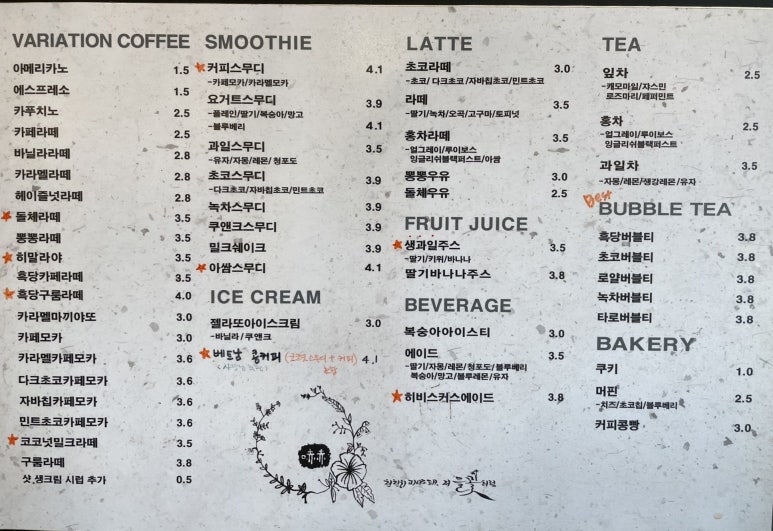 VARIATION COFFEE
아메리카노 1.5
에스프레소 1.5
카푸치노 2.5
카페라떼 2.5
바닐라라떼 2.8
카라멜라떼 2.8
헤이즐넛라떼 2.8
돌체라떼 3.5
뽕뽕라떼 3.5
히말라야 3.5
흑당카페라떼 3.5
흑당구룸라떼 4.0
카라멜마끼야또 3.0
카페모카 3.0
카라멜카페모카 3.6
다크초코카페모카 3.6
자바칩카페모카 3.6
민트초코카페모카 3.6
코코넛밀크라떼 3.5
구룸라떼 3.8
샷 생크림 시럽 추가 0.5
SMOOTHIE
커피스무디 4.1
-카페모카/카라멜모카
요거트스무디 3.9
-플레인/딸기/복숭아/망고
-블루베리 4.1
과일스무디 3.5
-유자/자몽/레몬/청포도
초코스무디 3.9
-다크초코/자바칩초코/민트초코
녹차스무디 3.9
쿠앤크스무디 3.9
밀크쉐이크 3.9
아쌈스무디 4.1
ICE CREAM
젤라또아이스크림 3.0
-바닐라/쿠앤크
베트남 콩커피 4.1
LATTE
초코라떼 3.0
-초코/다크초코/자바칩초코/민트초코
라떼 3.5
-딸기/녹차/오곡/고구마/토피넛
홍차라떼 3.5
-얼그레이/루이보스
잉글리쉬블랙퍼스트/아쌈
뽕뽕우유 3.0
돌체우유 2.5
FRUIT JUICE
생과일주스 3.5
-딸기/키위/바나나
딸기바나나주스 3.8
BEVERAGE
복숭아아이스티 3.0
에이드 3.5
-딸기/자몽/레몬/청포도/블루베리
복숭아/망고/블루레몬/유자
히비스커스에이드 3.8
TEA
잎차 2.5
-캐모마일/자스민
로즈마리/페퍼민트
홍차 2.5
-얼그레이/루이보스
잉글리쉬블랙퍼스트
과일차 3.5
-자몽/레몬/생강레몬/유자
Best
BUBBLE TEA
흑당버블티 3.8
초코버블티 3.8
로얄버블티 3.8
녹차버블티 3.8
타로버블티 3.8
BAKERY
쿠키 1.0
머핀 2.5
-치즈/초코칩/블루베리
커피콩빵 3.0